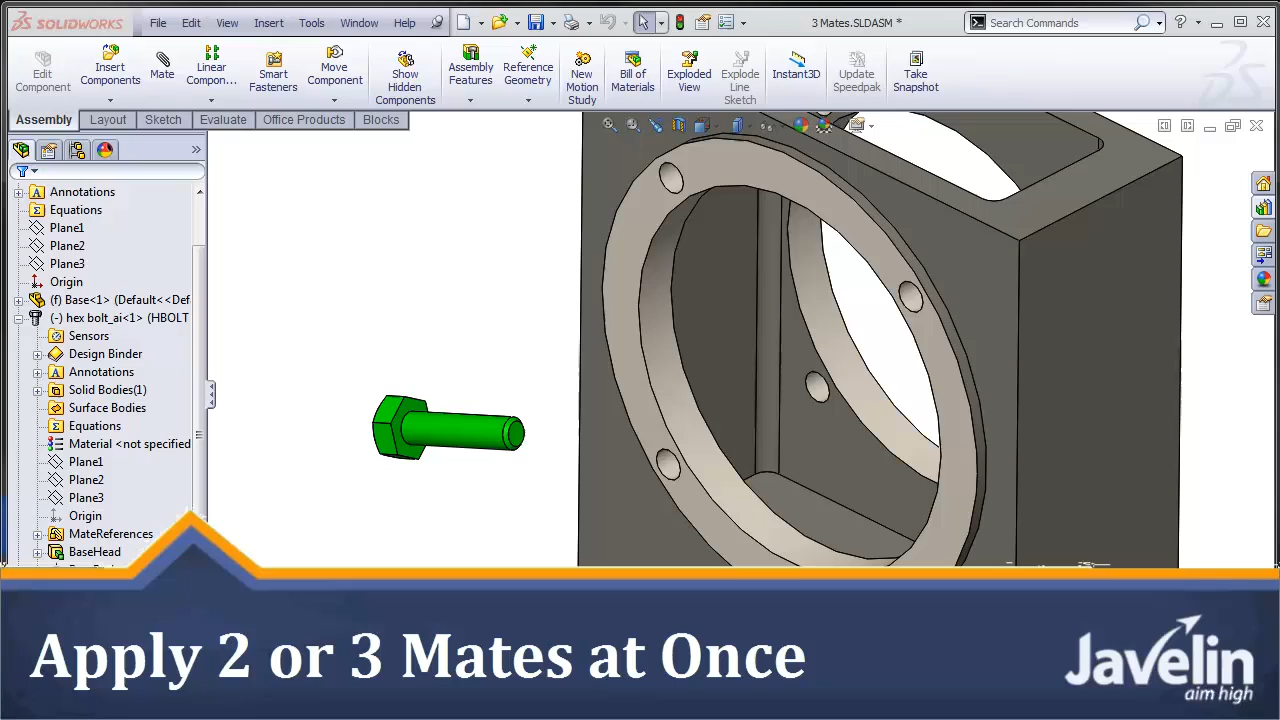 SOLIDWORKS File Edit View Insert Tools Window Help 3 Mates.SLDASM * Search Commands ?
Edit Component
Insert Components
Mate
Linear Compon...
Smart Fasteners
Move Component
Show Hidden Components
Assembly Features
Reference Geometry
New Motion Study
Bill of Materials
Exploded View
Explode Line Sketch
Instant3D
Update Speedpak
Take Snapshot
Assembly Layout Sketch Evaluate Office Products Blocks
Annotations
Equations
Plane1
Plane2
Plane3
Origin
(f) Base<1> (Default<<Def
(-) hex bolt_ai<1> (HBOLT
Sensors
Design Binder
Annotations
Solid Bodies(1)
Surface Bodies
Equations
Material <not specified
Plane1
Plane2
Plane3
Origin
MateReferences
BaseHead
Apply 2 or 3 Mates at Once
Javelin
aim high